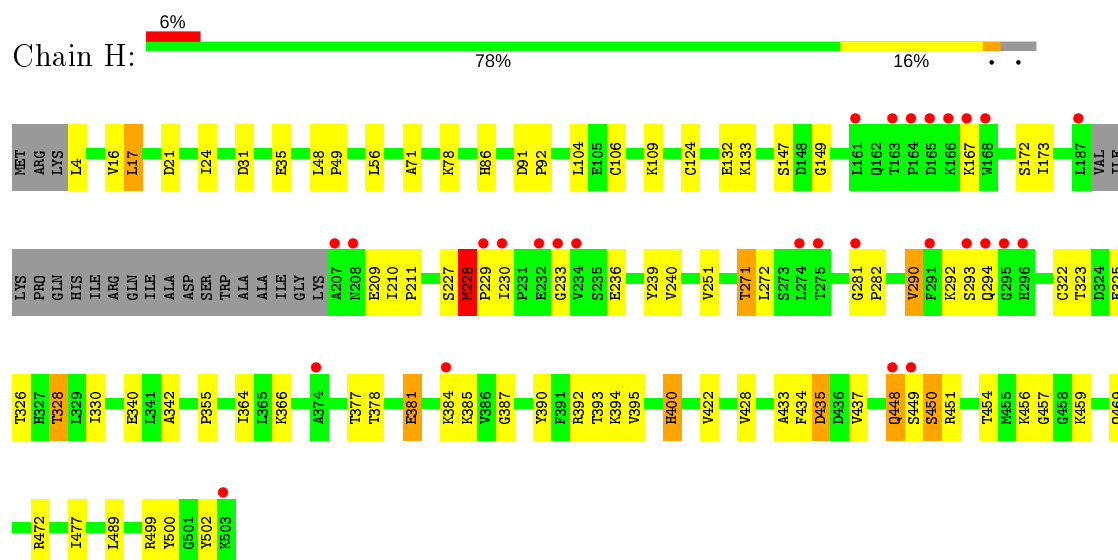 6%
Chain H:
78% 16% • •
MET ARG LYS L4 V16 L17 D21 I24 D31 E35 L48 P49 L56 A71 K78 H86 D91 P92 L104 E105 C106 K109 C124 E132 K133 S147 D148 G149 L161 Q162 T163 P164 D165 K166 K167 W168 S172 I173 L187 VAL ILE
LYS PRO GLN HIS ILE ARG GLN ILE ALA ASP SER TRP ALA ALA ILE GLY LYS A207 N208 E209 I210 P211 S227 M228 P229 I230 P231 E232 G233 V234 S235 E236 Y239 V240 V251 T271 L272 S273 L274 T275 G281 P282 V290 F291 K292 S293 Q294 G295 H296 C322 T323 D324
T326 H327 T328 L329 I330 E340 L341 A342 P355 I364 L365 K366 A374 T377 T378 E381 K384 K385 V386 G387 Y390 F391 R392 T393 K394 V395 H400 V422 V428 A433 F434 D435 D436 V437 Q448 S449 S450 R451 T454 M455 K456 G457 G458 K459
R472 I477 L489 R499 Y500 G501 Y502 K503